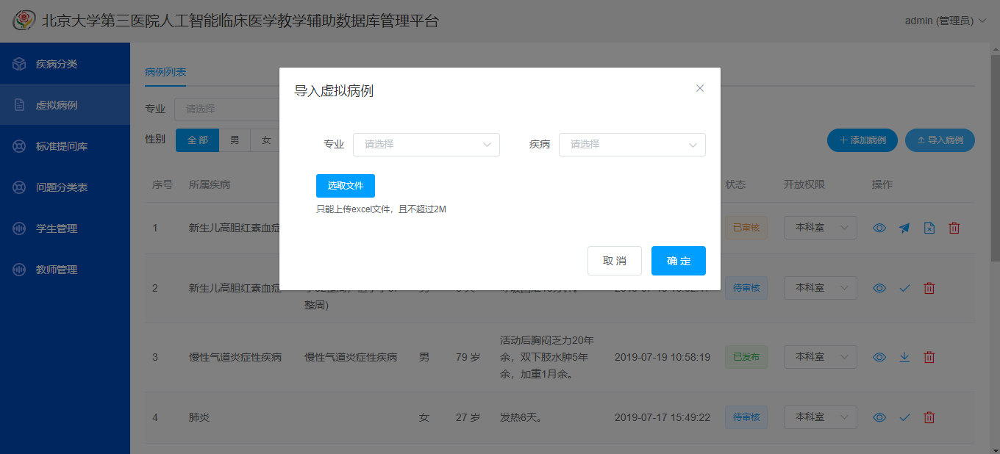 北京大学第三医院人工智能临床医学教学辅助数据库管理平台
admin (管理员)
疾病分类
虚拟病例
标准提问库
问题分类表
学生管理
教师管理
病例列表
专业 请选择
性别 全部 男 女
添加病例 导入病例
导入虚拟病例
专业 请选择 疾病 请选择
选取文件
只能上传excel文件，且不超过2M
取消 确定
序号 所属疾病 状态 开放权限 操作
1 新生儿高胆红素血症 已审核 本科室
2 新生儿高胆红素血症 待审核 本科室
整周)
3 慢性气道炎症性疾病 慢性气道炎症性疾病 男 79 岁 活动后胸闷乏力20年
余，双下肢水肿5年
余，加重1月余。
2019-07-19 10:58:19 已发布 本科室
4 肺炎 女 27 岁 发热8天。 2019-07-17 15:49:22 待审核 本科室